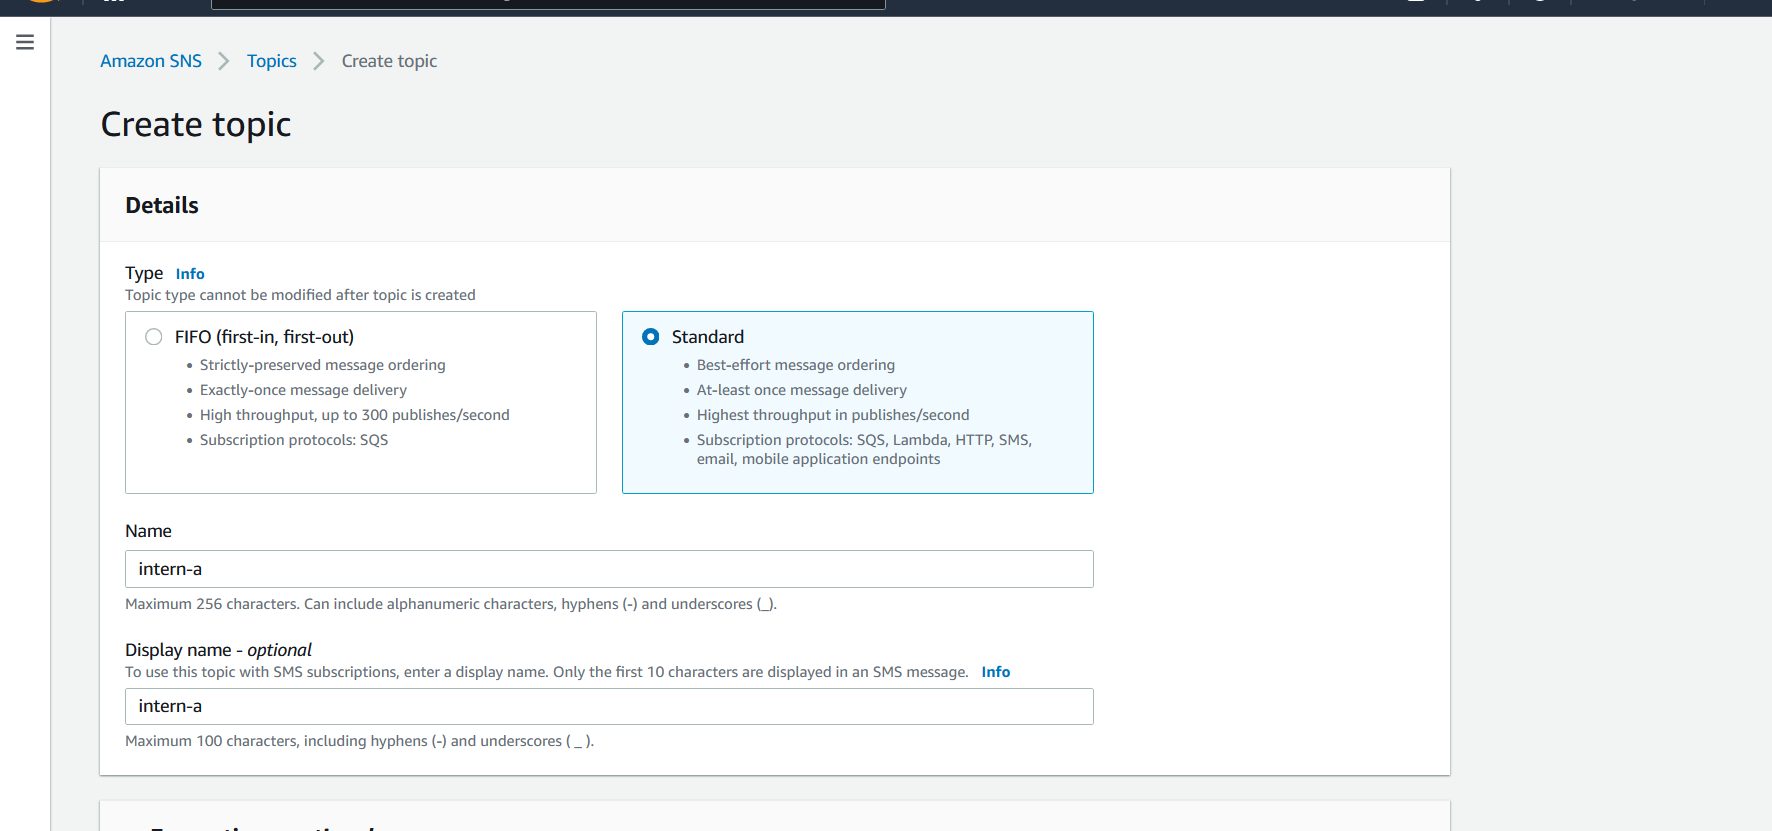 Amazon SNS > Topics > Create topic
Create topic
Details
Type Info
Topic type cannot be modified after topic is created
FIFO (first-in, first-out)
• Strictly-preserved message ordering
• Exactly-once message delivery
• High throughput, up to 300 publishes/second
• Subscription protocols: SQS
Standard
• Best-effort message ordering
• At-least once message delivery
• Highest throughput in publishes/second
• Subscription protocols: SQS, Lambda, HTTP, SMS,
email, mobile application endpoints
Name
intern-a
Maximum 256 characters. Can include alphanumeric characters, hyphens (-) and underscores (_).
Display name - optional
To use this topic with SMS subscriptions, enter a display name. Only the first 10 characters are displayed in an SMS message. Info
intern-a
Maximum 100 characters, including hyphens (-) and underscores ( _ ).